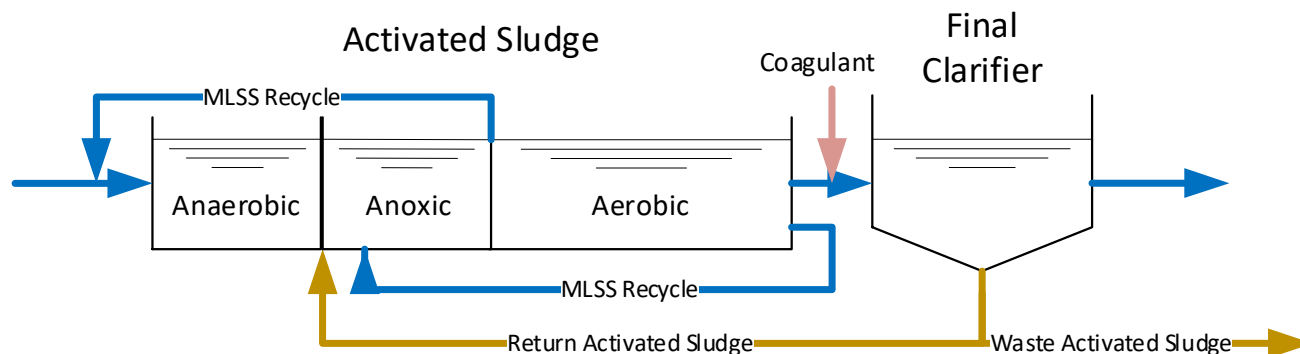 Activated Sludge
Final
Clarifier
Coagulant
MLSS Recycle
Anaerobic
Anoxic
Aerobic
MLSS Recycle
Return Activated Sludge
Waste Activated Sludge